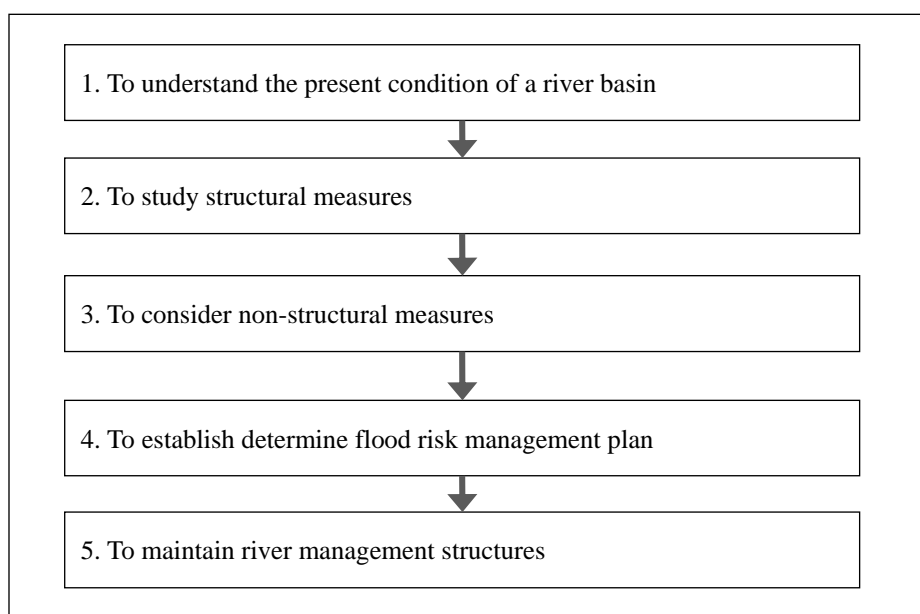 1. To understand the present condition of a river basin
2. To study structural measures
3. To consider non-structural measures
4. To establish determine flood risk management plan
5. To maintain river management structures